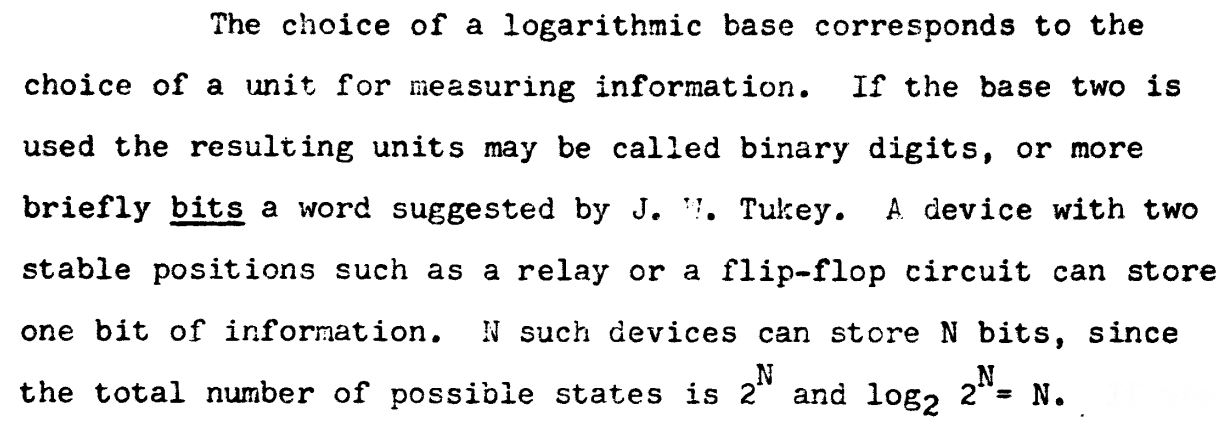 The choice of a logarithmic base corresponds to the
choice of a unit for measuring information. If the base two is
used the resulting units may be called binary digits, or more
briefly bits a word suggested by J. W. Tukey. A device with two
stable positions such as a relay or a flip-flop circuit can store
one bit of information. N such devices can store N bits, since
the total number of possible states is 2^N and log₂ 2^N= N.